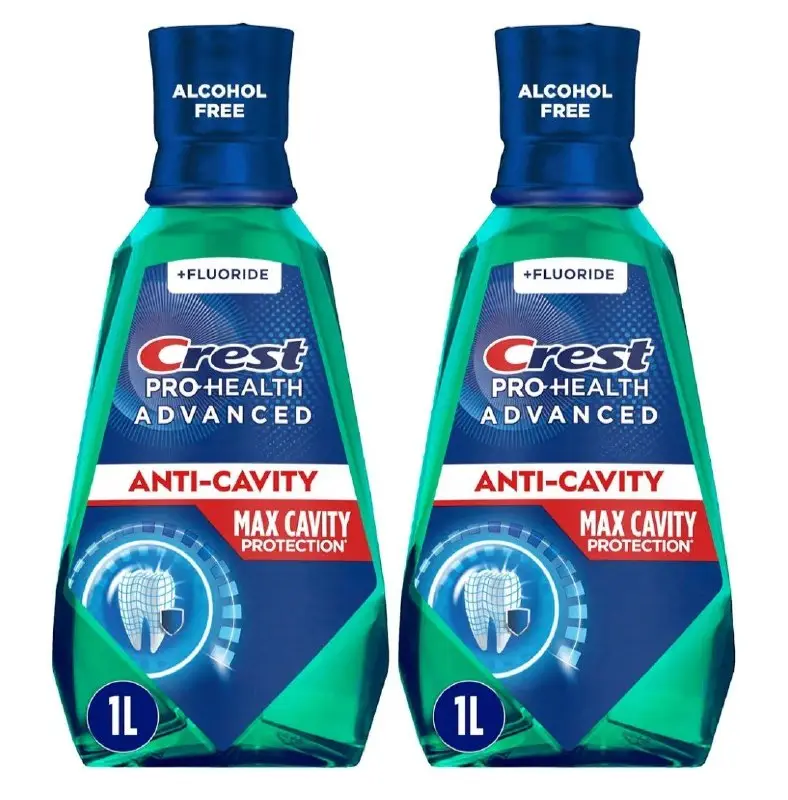 ALCOHOL
FREE
+FLUORIDE
Crest
PRO+HEALTH
ADVANCED
ANTI-CAVITY
MAX CAVITY
PROTECTION*
1L
ALCOHOL
FREE
+FLUORIDE
Crest
PRO+HEALTH
ADVANCED
ANTI-CAVITY
MAX CAVITY
PROTECTION*
1L